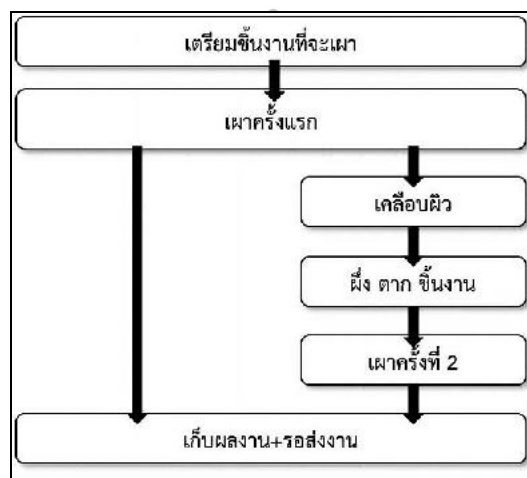 เตรียมชิ้นงานที่จะเผา
เผาครั้งแรก
เคลือบผิว
ผึ่ง ตาก ชิ้นงาน
เผาครั้งที่ 2
เก็บผลงาน+รอส่งงาน